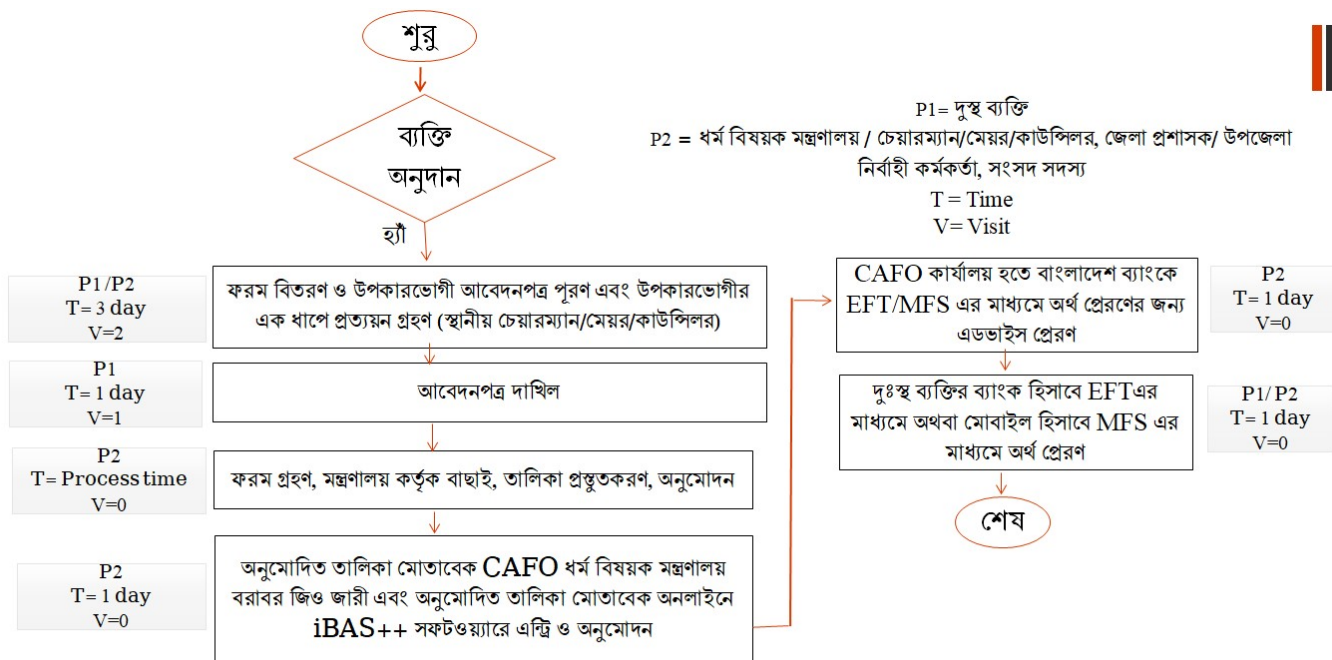 শুরু
ব্যক্তি
অনুদান
হ্যাঁ
P1= দুস্থ ব্যক্তি
P2 = ধর্ম বিষয়ক মন্ত্রণালয় / চেয়ারম্যান/মেয়র/কাউন্সিলর, জেলা প্রশাসক/ উপজেলা
নির্বাহী কর্মকর্তা, সংসদ সদস্য
T = Time
V= Visit
P1 /P2
T= 3 day
V=2
ফরম বিতরণ ও উপকারভোগী আবেদনপত্র পূরণ এবং উপকারভোগীর
এক ধাপে প্রত্যয়ন গ্রহণ (স্থানীয় চেয়ারম্যান/মেয়র/কাউন্সিলর)
P1
T= 1 day
V=1
আবেদনপত্র দাখিল
P2
T= Process time
V=0
ফরম গ্রহণ, মন্ত্রণালয় কর্তৃক বাছাই, তালিকা প্রস্তুতকরণ, অনুমোদন
P2
T= 1 day
V=0
অনুমোদিত তালিকা মোতাবেক CAFO ধর্ম বিষয়ক মন্ত্রণালয়
বরাবর জিও জারী এবং অনুমোদিত তালিকা মোতাবেক অনলাইনে
iBAS++ সফটওয়্যারে এন্ট্রি ও অনুমোদন
CAFO কার্যালয় হতে বাংলাদেশ ব্যাংকে
EFT/MFS এর মাধ্যমে অর্থ প্রেরণের জন্য
এডভাইস প্রেরণ
P2
T= 1 day
V=0
দুঃস্থ ব্যক্তির ব্যাংক হিসাবে EFTএর
মাধ্যমে অথবা মোবাইল হিসাবে MFS এর
মাধ্যমে অর্থ প্রেরণ
P1/ P2
T= 1 day
V=0
শেষ